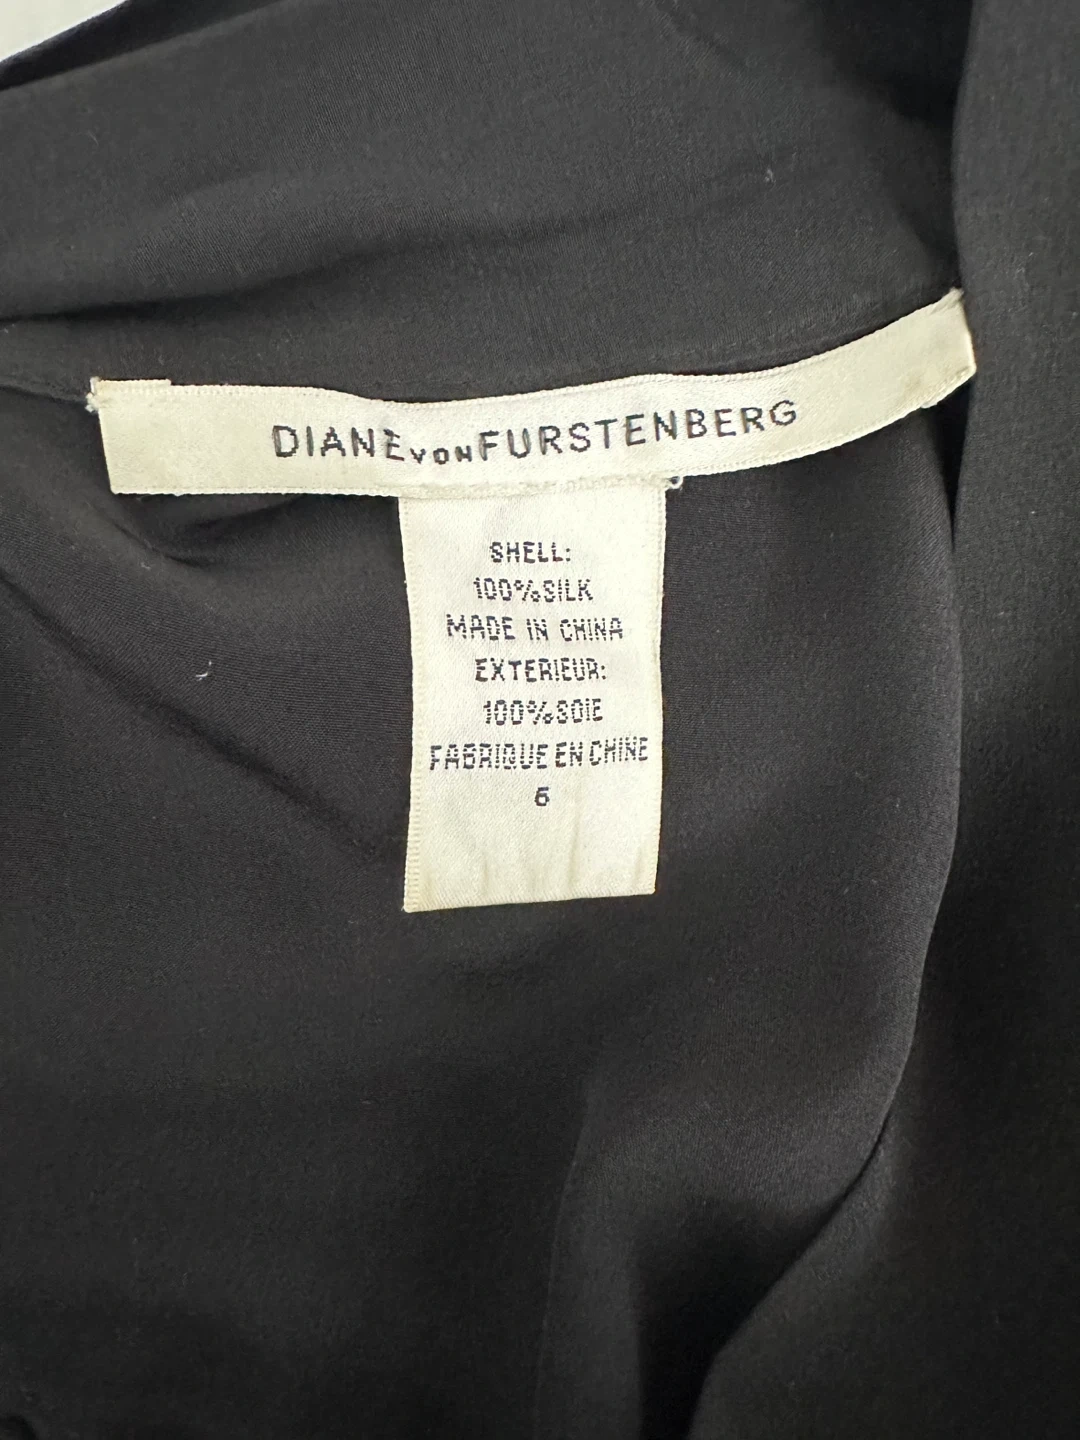 DIANE VON FURSTENBERG
SHELL:
100%SILK
MADE IN CHINA
EXTERIEUR:
100%SOIE
FABRIQUE EN CHINE
6